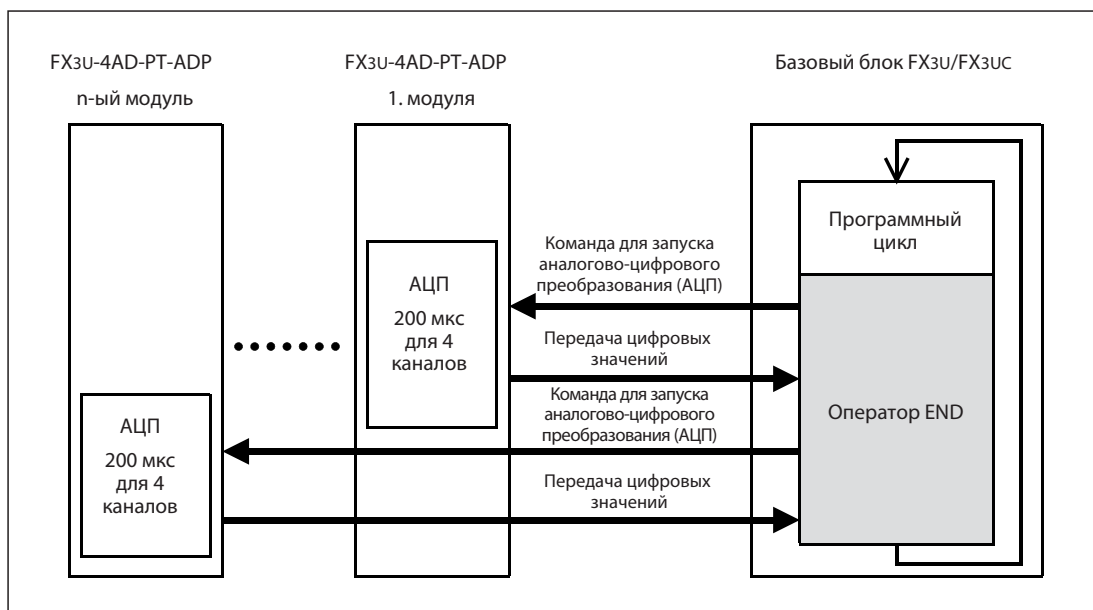 FX3U-4AD-PT-ADP
n-ый модуль
FX3U-4AD-PT-ADP
1. модуля
Базовый блок FX3U/FX3UC
Программный
цикл
Команда для запуска
аналогово-цифрового
преобразования (АЦП)
АЦП
200 мкс
для 4
каналов
Передача цифровых
значений
Команда для запуска
аналогово-цифрового
преобразования (АЦП)
Оператор END
АЦП
200 мкс
для 4
каналов
Передача цифровых
значений